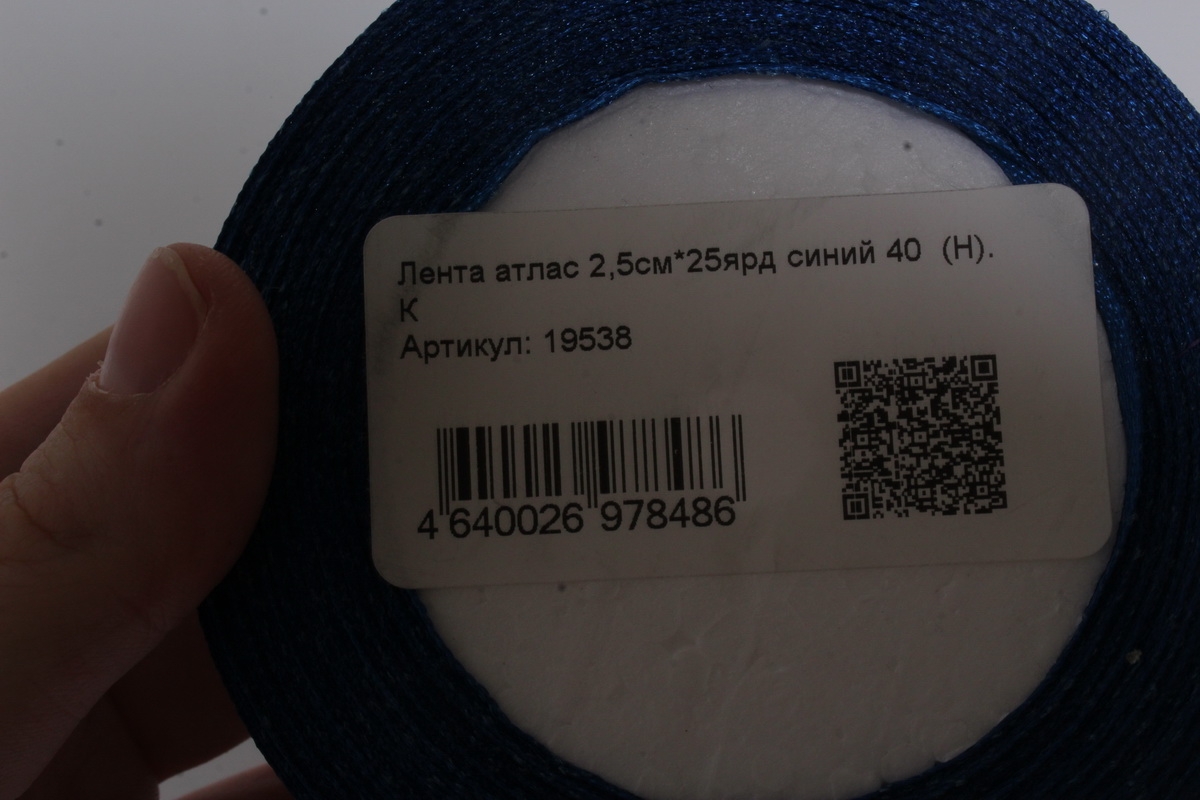 Лента атлас 2,5см*25ярд синий 40 (Н).
К
Артикул: 19538
4 640026 978486